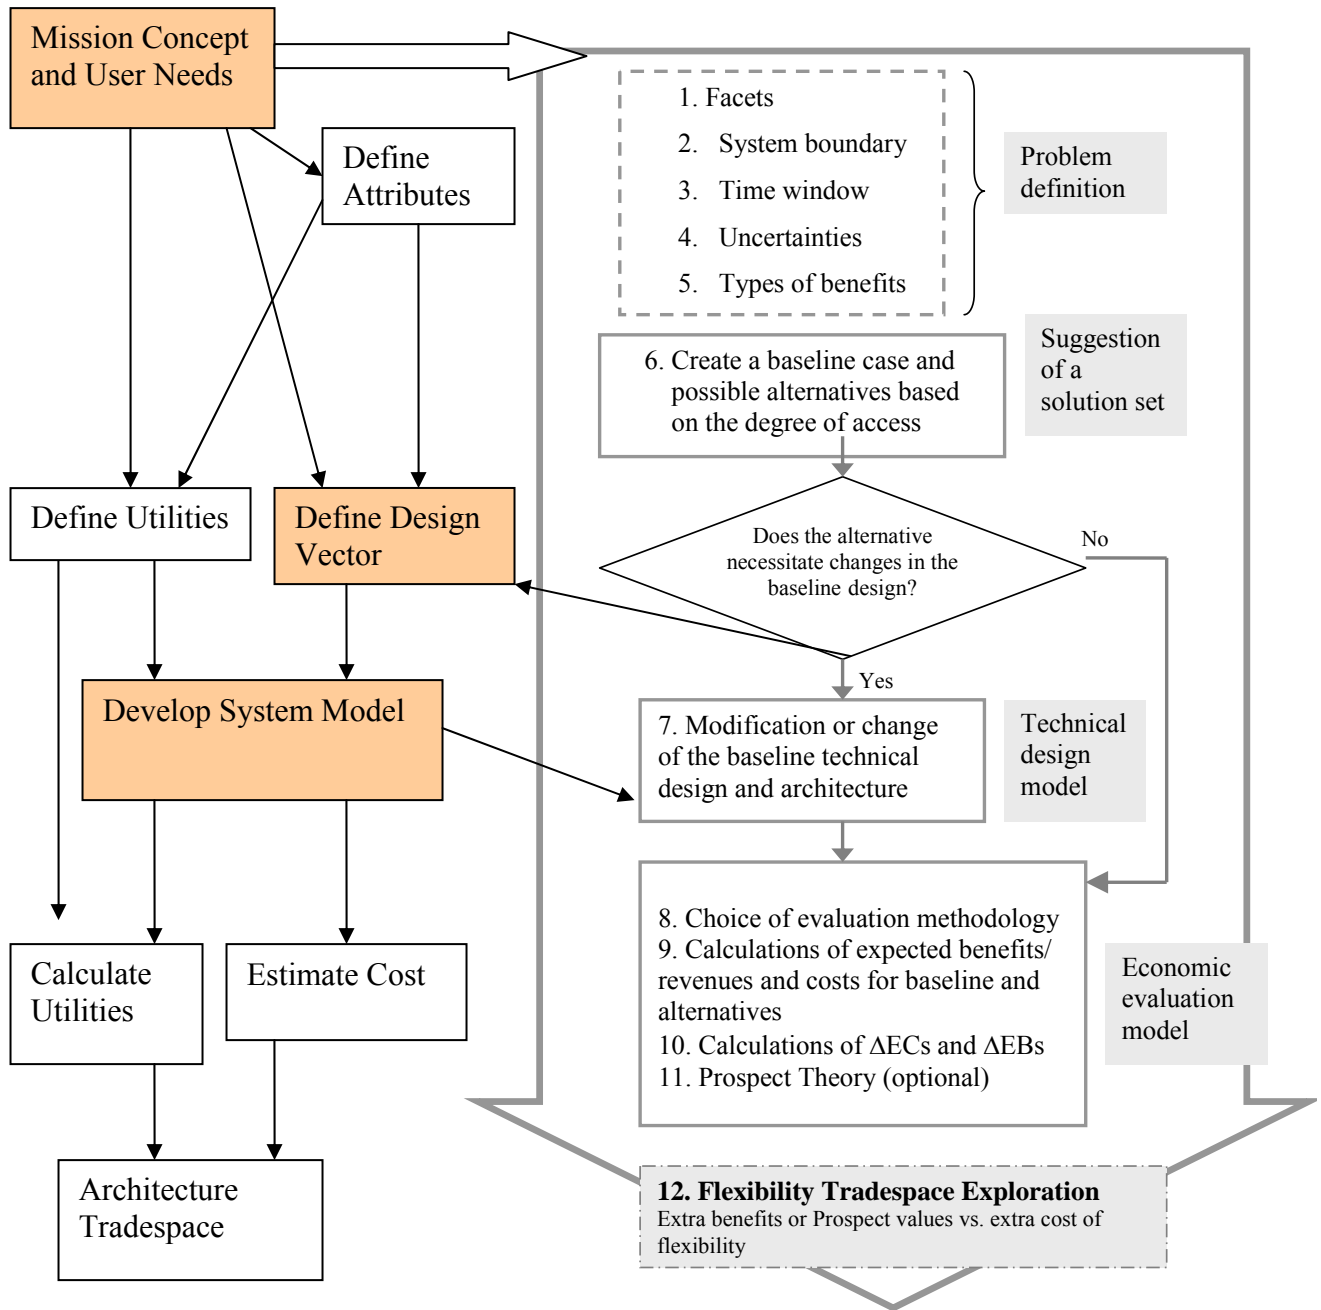 Mission Concept
and User Needs
Define
Attributes
Define Utilities
Define Design
Vector
Develop System Model
Calculate
Utilities
Estimate Cost
Architecture
Tradespace
1. Facets
2. System boundary
3. Time window
4. Uncertainties
5. Types of benefits
Problem
definition
6. Create a baseline case and
possible alternatives based
on the degree of access
Suggestion
of a
solution set
Does the alternative
necessitate changes in the
baseline design?
No
Yes
7. Modification or change
of the baseline technical
design and architecture
Technical
design
model
8. Choice of evaluation methodology
9. Calculations of expected benefits/
revenues and costs for baseline and
alternatives
10. Calculations of ΔECs and ΔEBs
11. Prospect Theory (optional)
Economic
evaluation
model
12. Flexibility Tradespace Exploration
Extra benefits or Prospect values vs. extra cost of
flexibility